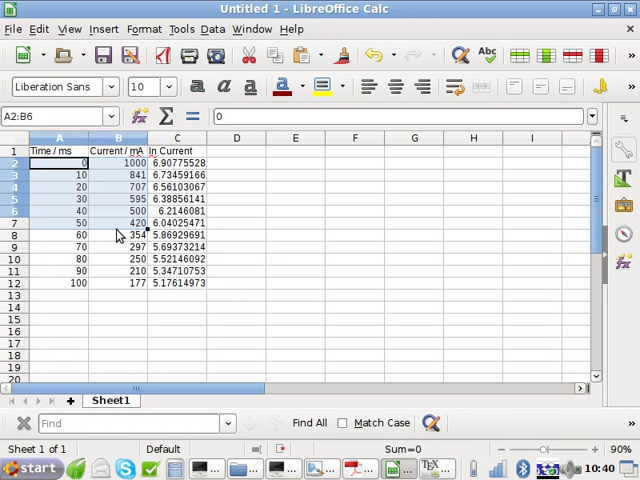 Untitled 1 - LibreOffice Calc
File Edit View Insert Format Tools Data Window Help
Liberation Sans 10 a a a a
A2:B6 fx Σ = 0
A B C D E F G H I
1 Time / ms Current / mA ln Current
2 0 1000 6.90775528
3 10 841 6.73459166
4 20 707 6.56103067
5 30 595 6.38856141
6 40 500 6.2146081
7 50 420 6.04025471
8 60 354 5.86929691
9 70 297 5.69373214
10 80 250 5.52146092
11 90 210 5.34710753
12 100 177 5.17614973
13
14
15
16
17
18
19
20
Sheet1
Find Find All Match Case
Sheet 1 of 1 Default Sum=0 90%
start ... ... ... ... ... ... TEX ... 10:40